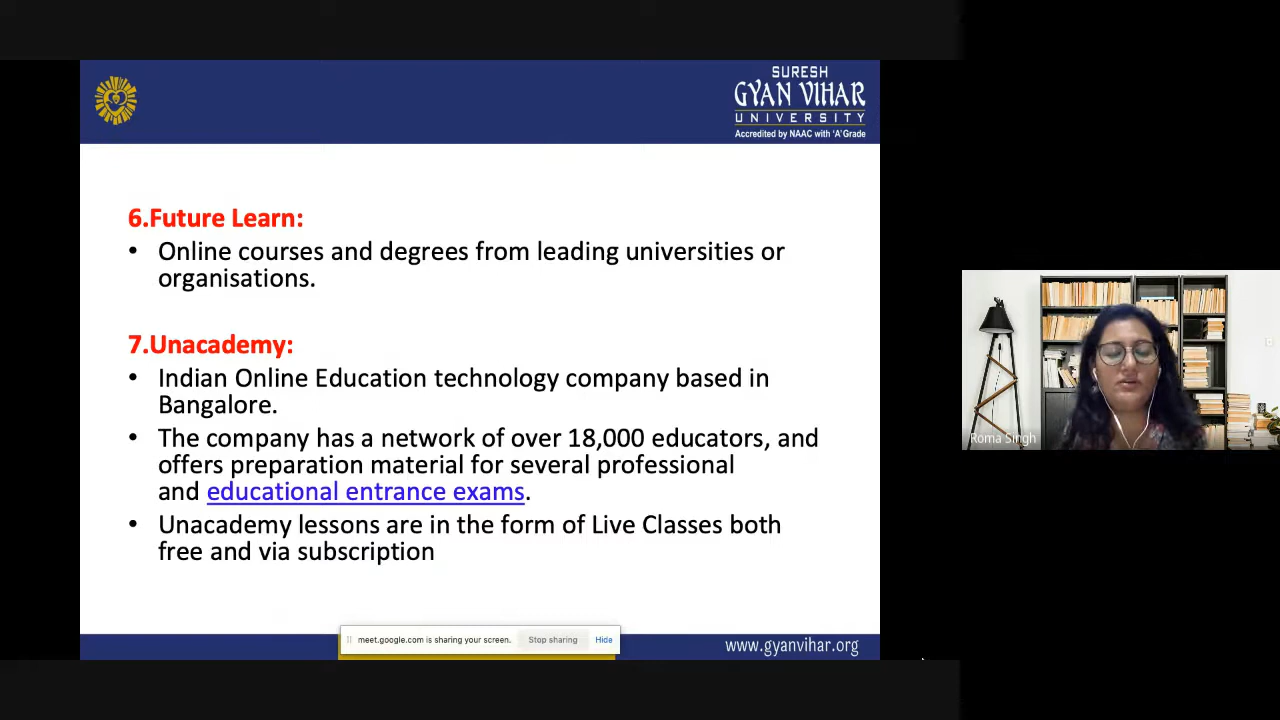 SURESH
GYAN VIHAR
UNIVERSITY
Accredited by NAAC with 'A' Grade
6.Future Learn:
• Online courses and degrees from leading universities or
organisations.
7.Unacademy:
• Indian Online Education technology company based in
Bangalore.
• The company has a network of over 18,000 educators, and
offers preparation material for several professional
and educational entrance exams.
• Unacademy lessons are in the form of Live Classes both
free and via subscription
Roma Singh
meet.google.com is sharing your screen. Stop sharing Hide
www.gyanvihar.org